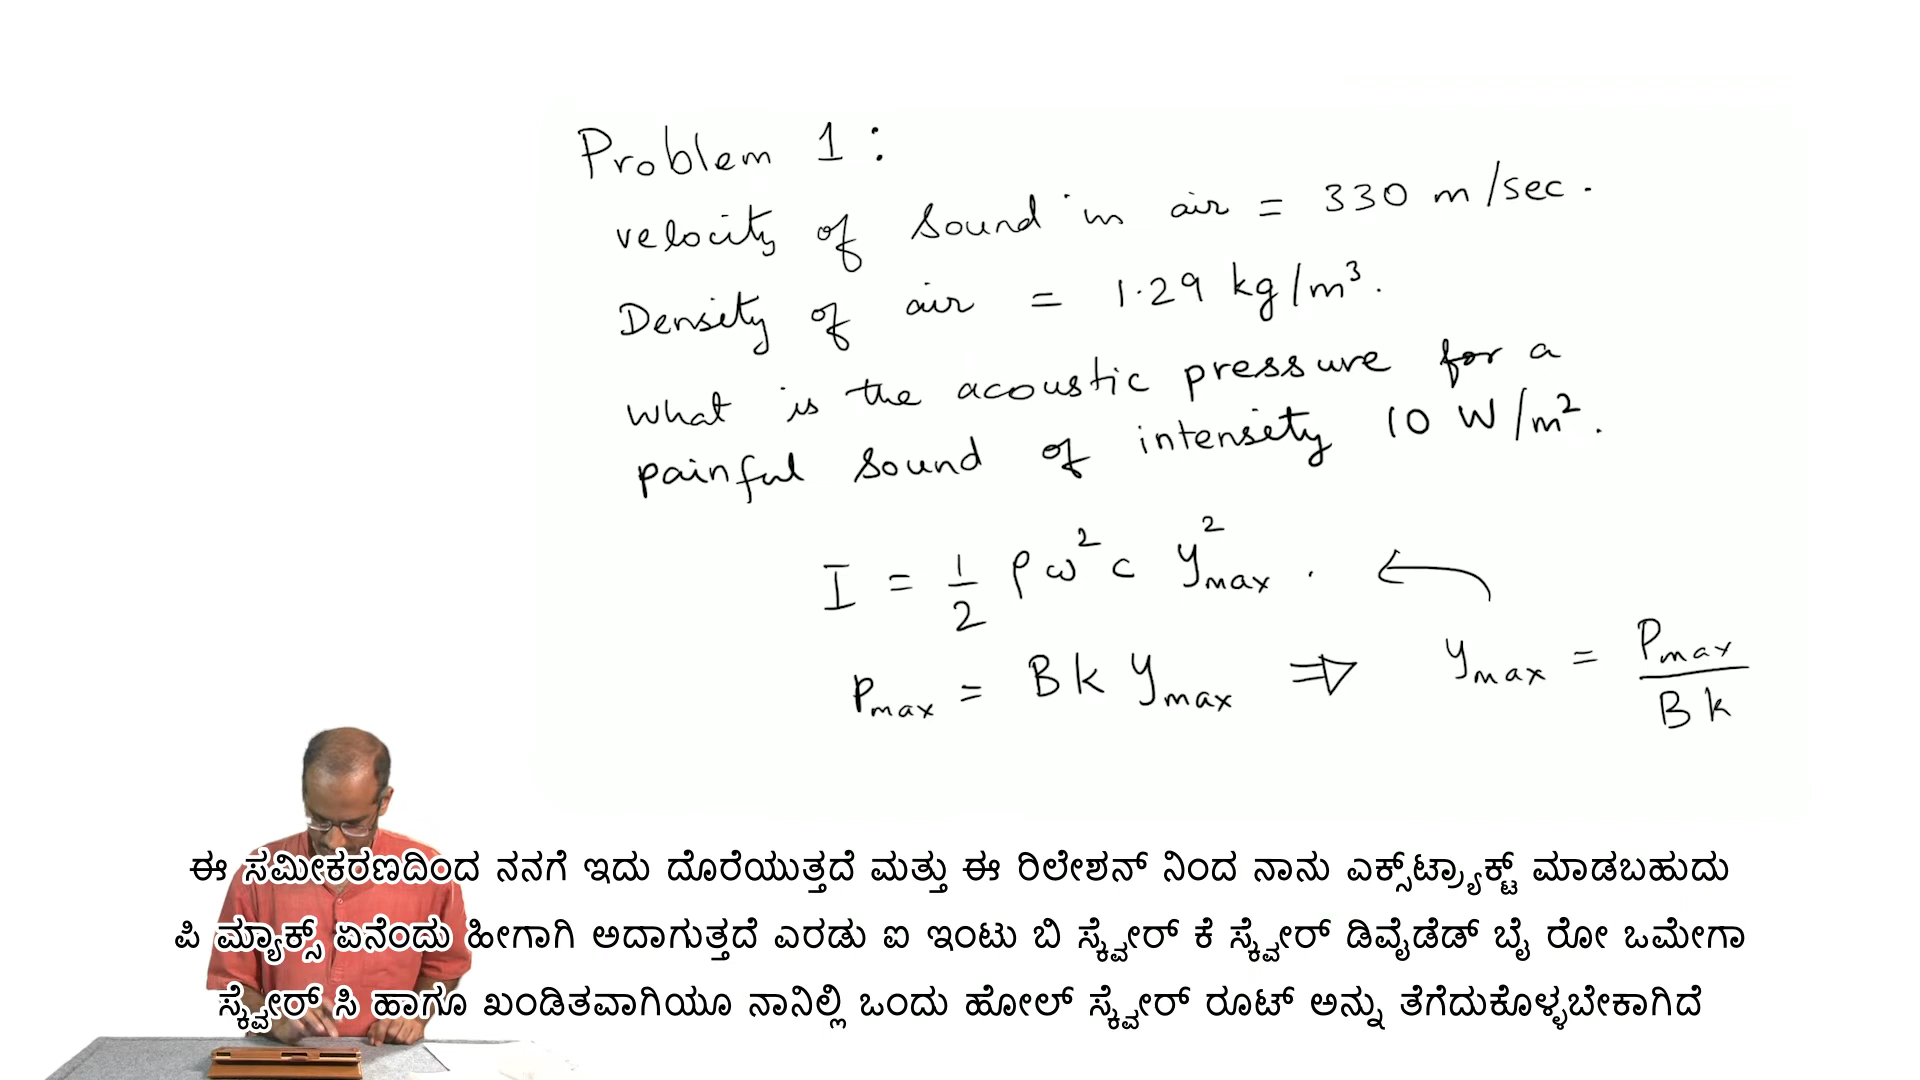 Problem 1 :
velocity of sound in air = 330 m/sec.
Density of air = 1.29 kg/m³.
What is the acoustic pressure for a
painful sound of intensity 10 W/m².
I = 1/2 ρω²c y²max .
Pmax = B k ymax ⇒ ymax = Pmax / B k
ಈ ಸಮೀಕರಣದಿಂದ ನನಗೆ ಇದು ದೊರೆಯುತ್ತದೆ ಮತ್ತು ಈ ರಿಲೇಶನ್ ನಿಂದ ನಾನು ಎಕ್ಸ್‌ಟ್ರ್ಯಾಕ್ಟ್ ಮಾಡಬಹುದು
ಪಿ ಮ್ಯಾಕ್ಸ್ ಏನೆಂದು ಹೀಗಾಗಿ ಅದಾಗುತ್ತದೆ ಎರಡು ಐ ಇಂಟು ಬಿ ಸ್ಕ್ವೇರ್ ಕೆ ಸ್ಕ್ವೇರ್ ಡಿವೈಡೆಡ್ ಬೈ ರೋ ಒಮೇಗಾ
ಸ್ಕ್ವೇರ್ ಸಿ ಹಾಗೂ ಖಂಡಿತವಾಗಿಯೂ ನಾನಿಲ್ಲಿ ಒಂದು ಹೋಲ್ ಸ್ಕ್ವೇರ್ ರೂಟ್ ಅನ್ನು ತೆಗೆದುಕೊಳ್ಳಬೇಕಾಗಿದೆ